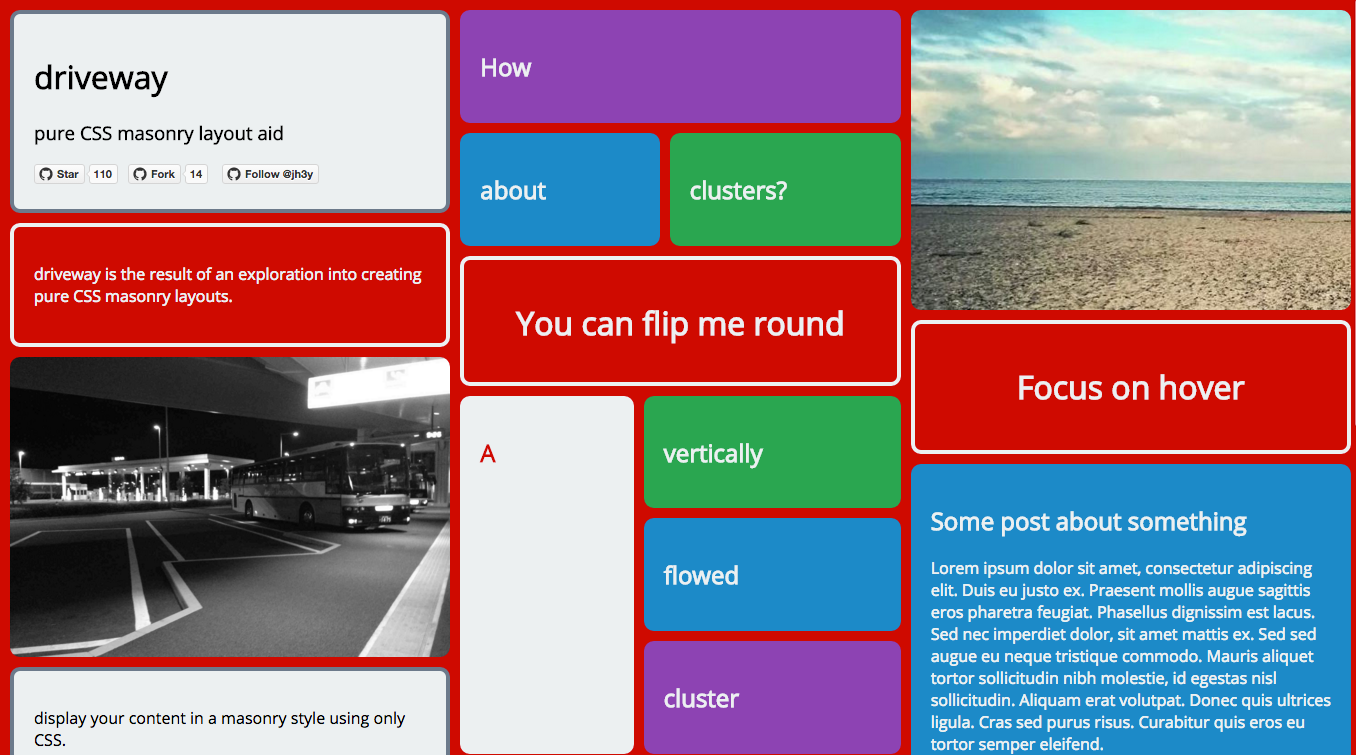 driveway
pure CSS masonry layout aid
Star 110 Fork 14 Follow @jh3y
driveway is the result of an exploration into creating
pure CSS masonry layouts.
display your content in a masonry style using only
CSS.
How
about
clusters?
You can flip me round
A
vertically
flowed
cluster
Focus on hover
Some post about something
Lorem ipsum dolor sit amet, consectetur adipiscing
elit. Duis eu justo ex. Praesent mollis augue sagittis
eros pharetra feugiat. Phasellus dignissim est lacus.
Sed nec imperdiet dolor, sit amet mattis ex. Sed sed
augue eu neque tristique commodo. Mauris aliquet
tortor sollicitudin nibh molestie, id egestas nisl
sollicitudin. Aliquam erat volutpat. Donec quis ultrices
ligula. Cras sed purus risus. Curabitur quis eros eu
tortor semper eleifend.